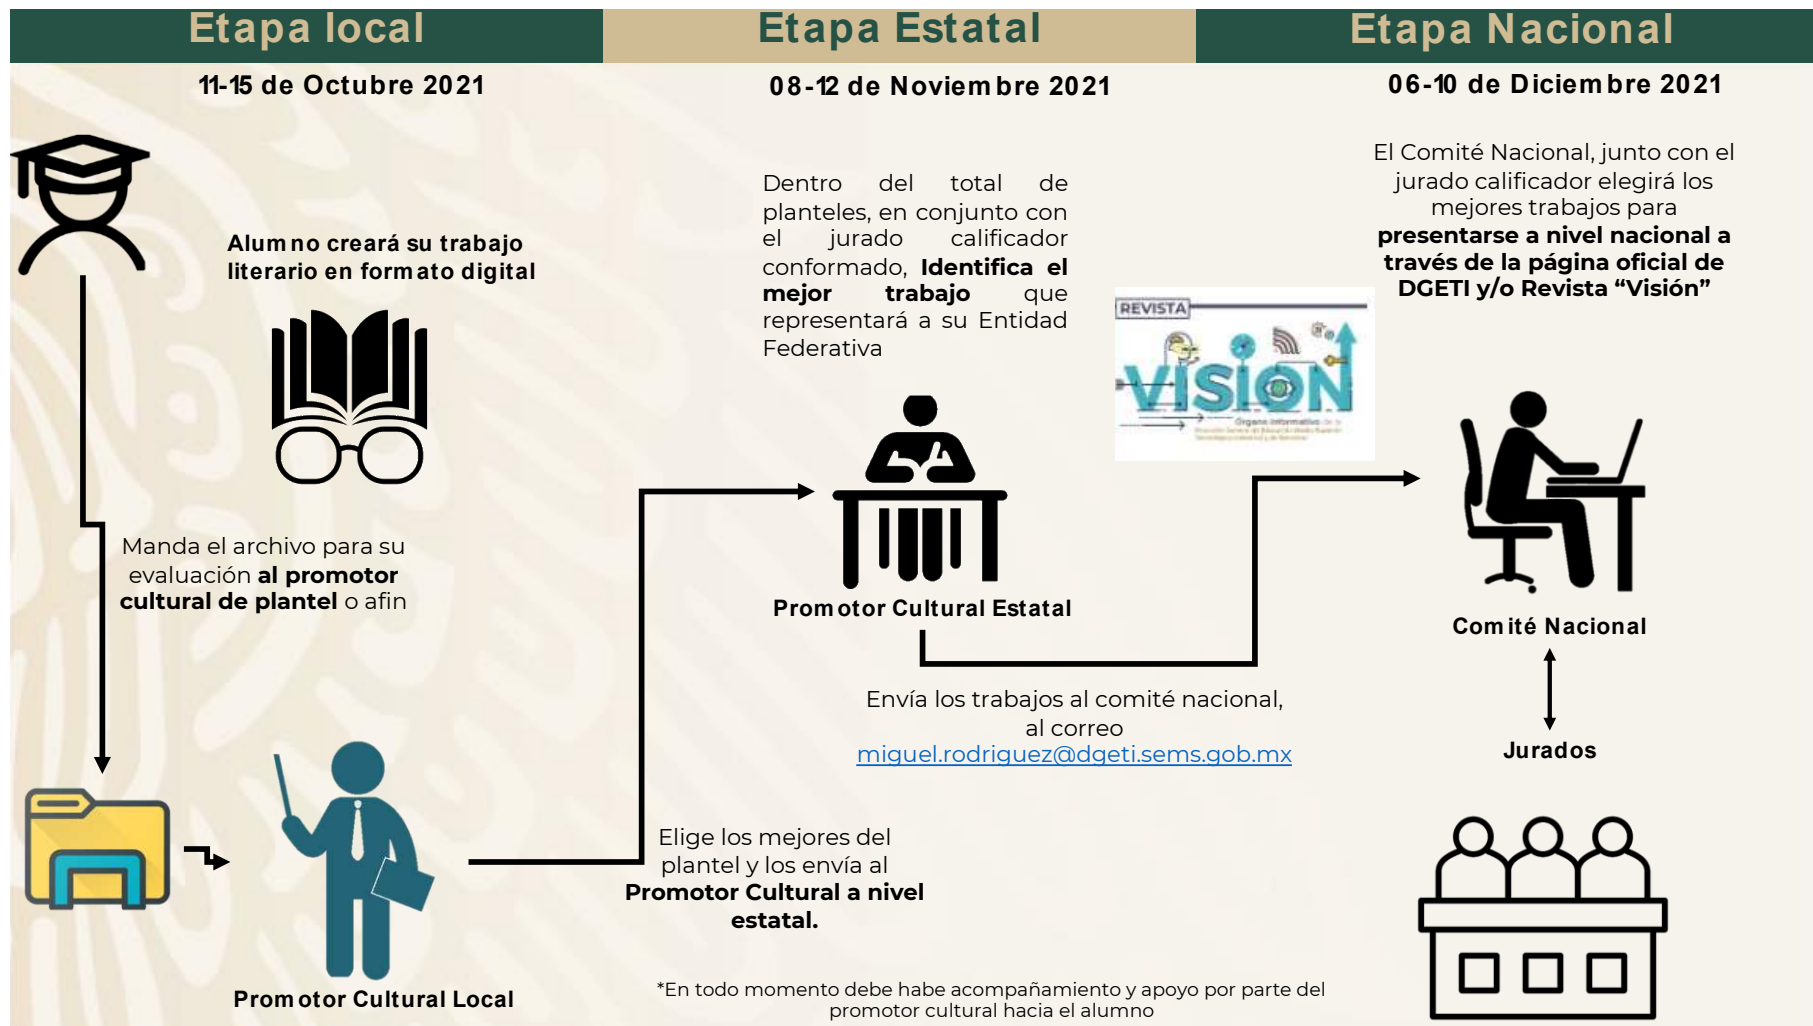 Etapa local
11-15 de Octubre 2021
Alumno creará su trabajo
literario en formato digital
Manda el archivo para su
evaluación al promotor
cultural de plantel o afin
Promotor Cultural Local
Elige los mejores del
plantel y los envía al
Promotor Cultural a nivel
estatal.
Etapa Estatal
08-12 de Noviembre 2021
Dentro del total de
planteles, en conjunto con
el jurado calificador
conformado, Identifica el
mejor trabajo que
representará a su Entidad
Federativa
Promotor Cultural Estatal
Envía los trabajos al comité nacional,
al correo
miguel.rodriguez@dgeti.sems.gob.mx
Etapa Nacional
06-10 de Diciembre 2021
El Comité Nacional, junto con el
jurado calificador elegirá los
mejores trabajos para
presentarse a nivel nacional a
través de la página oficial de
DGETI y/o Revista “Visión”
REVISTA
VISIÓN
Órgano Informativo de la
Comité Nacional
Jurados
*En todo momento debe habe acompañamiento y apoyo por parte del
promotor cultural hacia el alumno